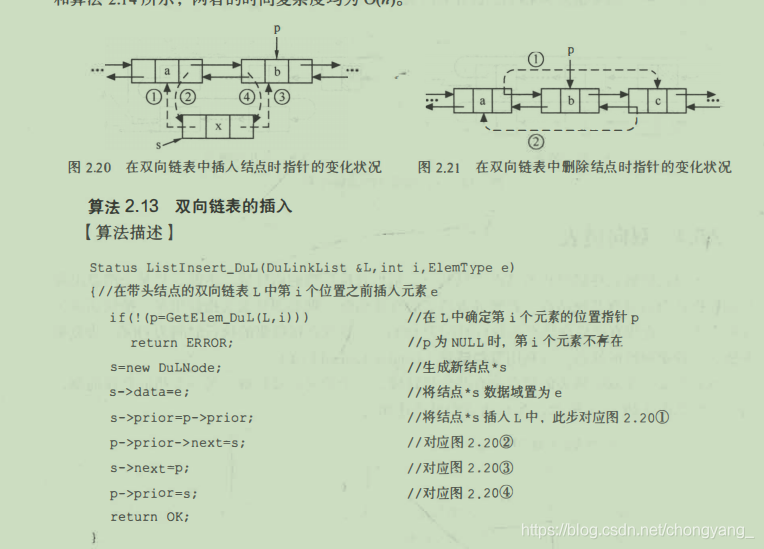 和算法 2.14 所示，两者的时间复杂度均为 O(n)。
p
a
b
① ② ④ ③
x
s
p
①
a
b
c
②
图 2.20 在双向链表中插入结点时指针的变化状况
图 2.21 在双向链表中删除结点时指针的变化状况
算法 2.13 双向链表的插入
【算法描述】
Status ListInsert_DuL(DuLinkList &L,int i,ElemType e)
{//在带头结点的双向链表 L 中第 i 个位置之前插入元素 e
if(!(p=GetElem_DuL(L,i))) //在 L 中确定第 i 个元素的位置指针 p
return ERROR; //p 为 NULL 时，第 i 个元素不存在
s=new DuLNode; //生成新结点*s
s->data=e; //将结点*s 数据域置为 e
s->prior=p->prior; //将结点*s 插入 L 中，此步对应图 2.20①
p->prior->next=s; //对应图 2.20②
s->next=p; //对应图 2.20③
p->prior=s; //对应图 2.20④
return OK;
}
https://blog.csdn.net/chongyang_